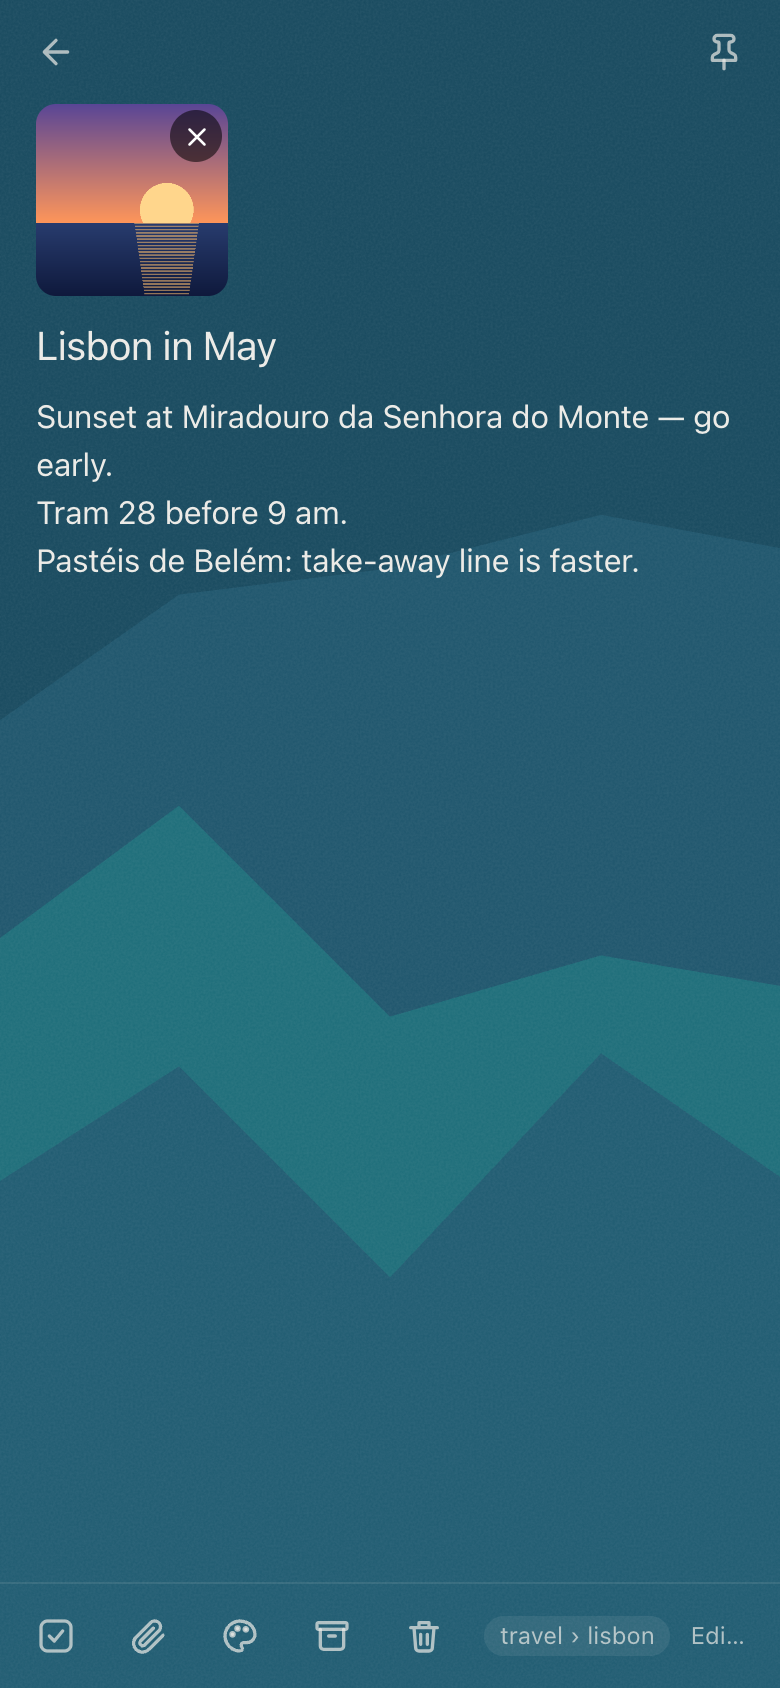 Lisbon in May
Sunset at Miradouro da Senhora do Monte — go
early.
Tram 28 before 9 am.
Pastéis de Belém: take-away line is faster.
travel › lisbon
Edi...